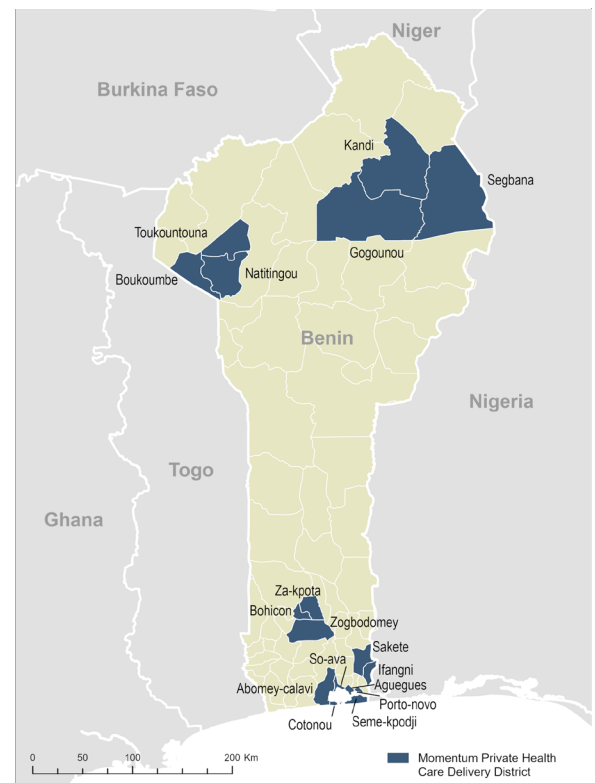 Niger
Burkina Faso
Kandi
Segbana
Toukountouna
Gogounou
Boukoumbe
Natitingou
Benin
Nigeria
Togo
Ghana
Za-kpota
Bohicon
Zogbodomey
Sakete
So-ava
Ifangni
Abomey-calavi
Aguegues
Porto-novo
Cotonou
Seme-kpodji
0 50 100 200 Km
Momentum Private Health
Care Delivery District